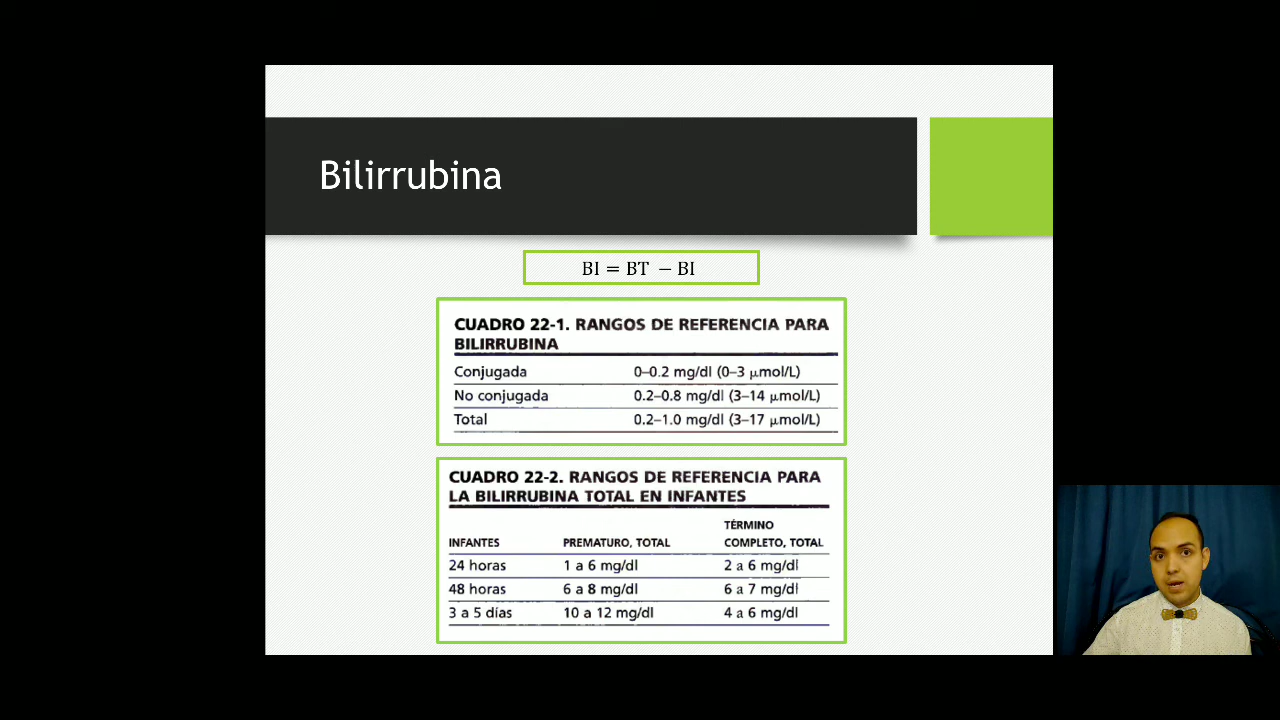 Bilirrubina
BI = BT − BI
CUADRO 22-1. RANGOS DE REFERENCIA PARA
BILIRRUBINA
Conjugada 0–0.2 mg/dl (0–3 μmol/L)
No conjugada 0.2–0.8 mg/dl (3–14 μmol/L)
Total 0.2–1.0 mg/dl (3–17 μmol/L)
CUADRO 22-2. RANGOS DE REFERENCIA PARA
LA BILIRRUBINA TOTAL EN INFANTES
TÉRMINO
INFANTES PREMATURO, TOTAL COMPLETO, TOTAL
24 horas 1 a 6 mg/dl 2 a 6 mg/dl
48 horas 6 a 8 mg/dl 6 a 7 mg/dl
3 a 5 días 10 a 12 mg/dl 4 a 6 mg/dl